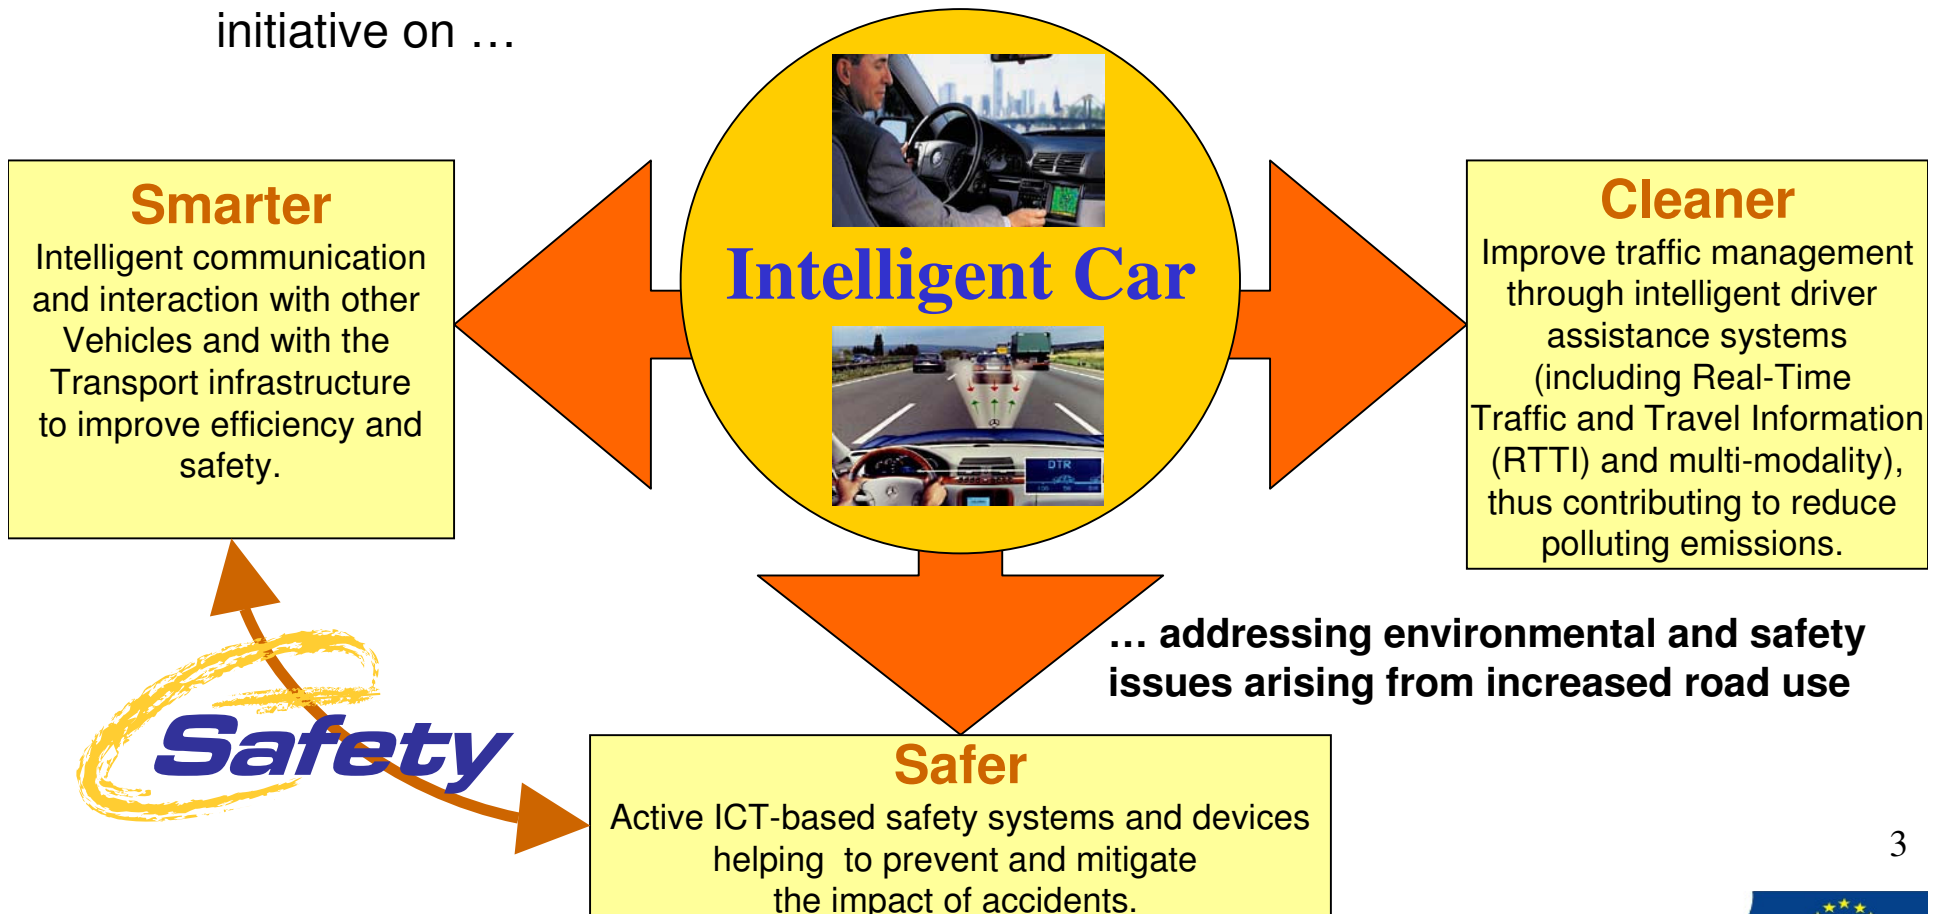 initiative on …
Intelligent Car
DTR
Smarter
Intelligent communication
and interaction with other
Vehicles and with the
Transport infrastructure
to improve efficiency and
safety.
Cleaner
Improve traffic management
through intelligent driver
assistance systems
(including Real-Time
Traffic and Travel Information
(RTTI) and multi-modality),
thus contributing to reduce
polluting emissions.
… addressing environmental and safety
issues arising from increased road use
Safety
Safer
Active ICT-based safety systems and devices
helping to prevent and mitigate
the impact of accidents.
3